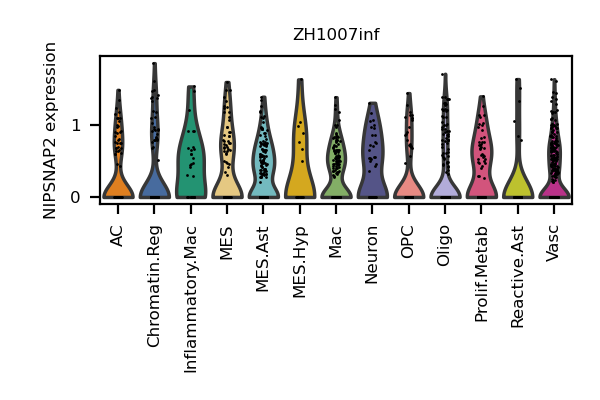 ZH1007inf
NIPSNAP2 expression
1
0
AC
Chromatin.Reg
Inflammatory.Mac
MES
MES.Ast
MES.Hyp
Mac
Neuron
OPC
Oligo
Prolif.Metab
Reactive.Ast
Vasc